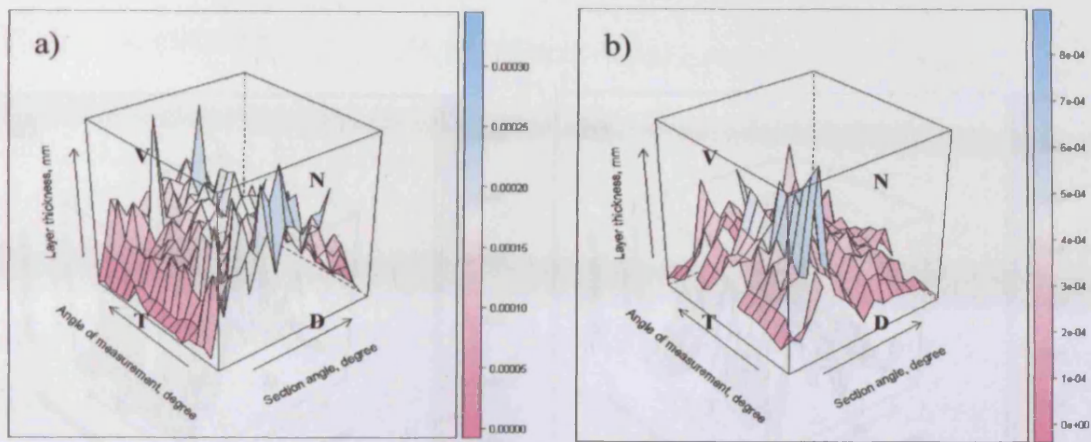 a)
Layer thickness, mm
V
N
T
D
Angle of measurement, degree
Section angle, degree
0.00030
0.00025
0.00020
0.00015
0.00010
0.00005
0.00000
b)
Layer thickness, mm
V
N
T
D
Angle of measurement, degree
Section angle, degree
8e-04
7e-04
6e-04
5e-04
4e-04
3e-04
2e-04
1e-04
0e+00